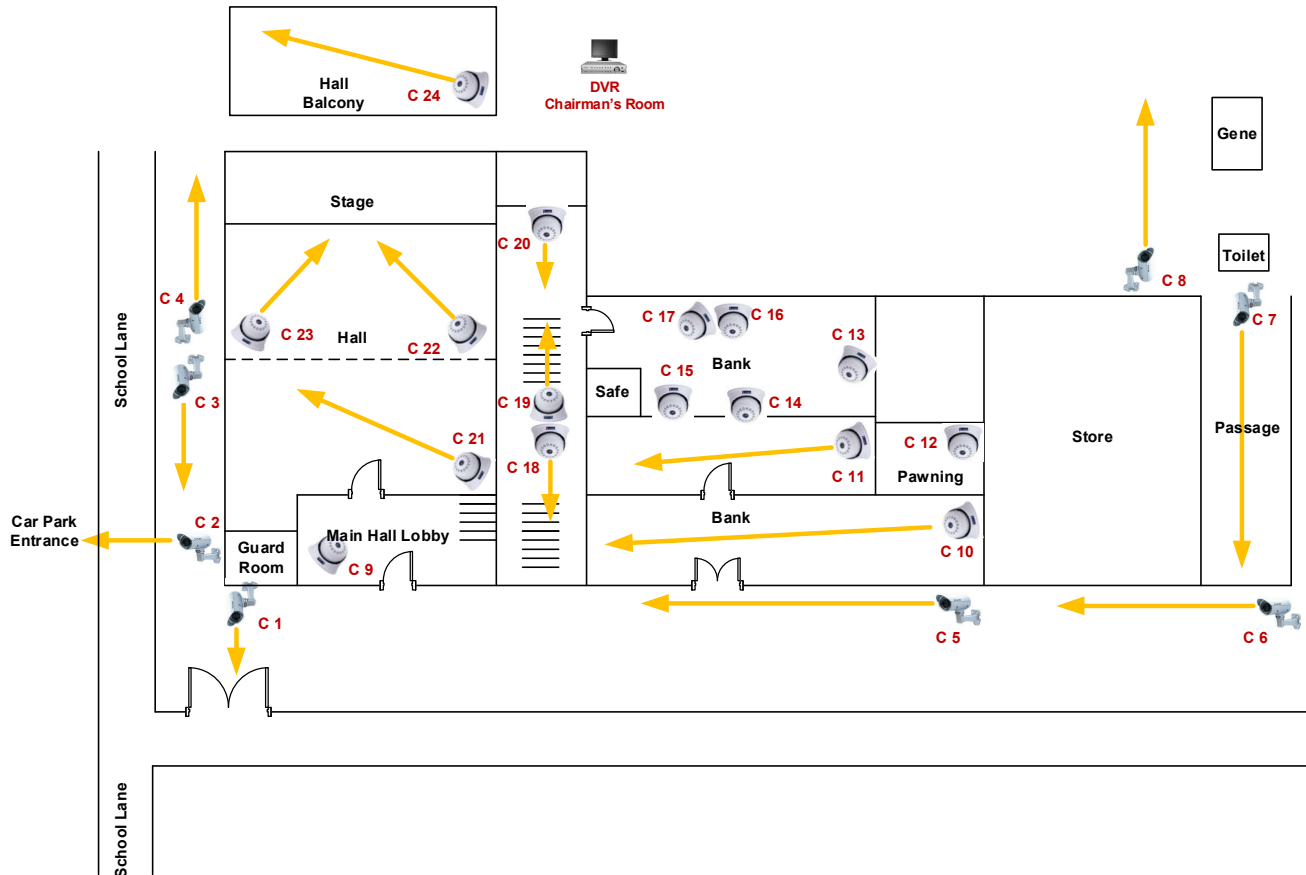 Hall
Balcony
C 24
DVR
Chairman's Room
Gene
School Lane
Stage
C 20
Toilet
C 8
C 4
C 7
C 23
Hall
C 22
C 17
C 16
C 13
Bank
C 15
Safe
C 14
C 3
C 19
C 21
C 18
C 11
C 12
Pawning
Store
Passage
Car Park
Entrance
C 2
Guard
Room
Main Hall Lobby
C 9
Bank
C 10
C 1
C 5
C 6
School Lane